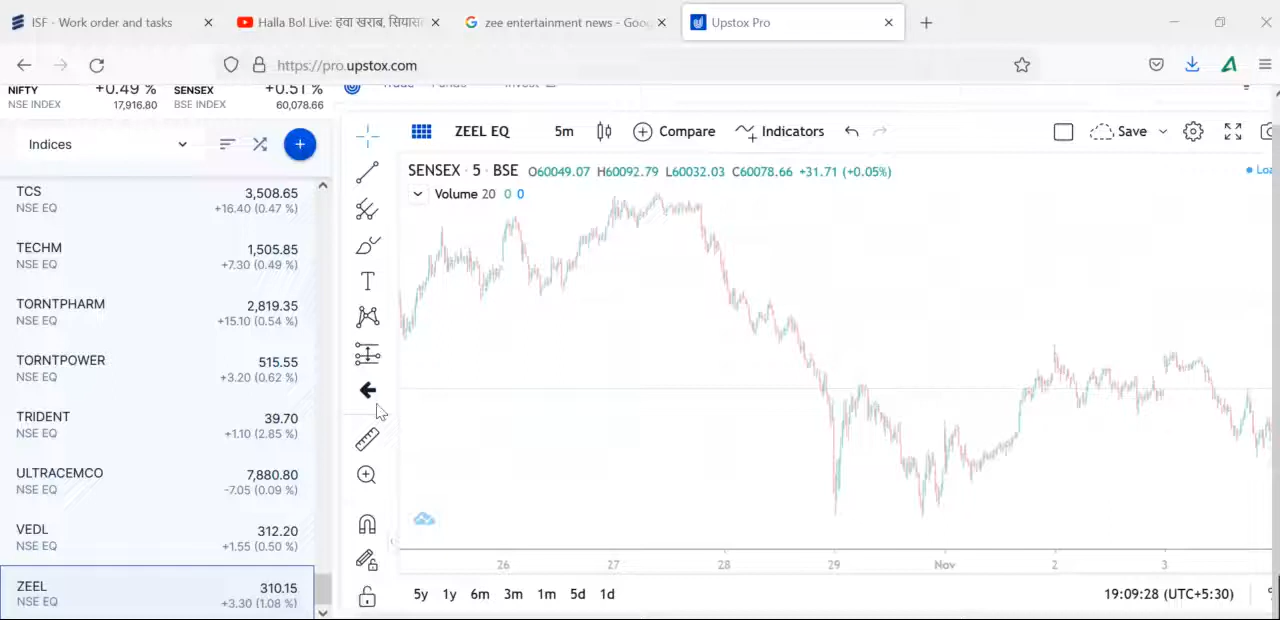 ISF - Work order and tasks
Halla Bol Live: हवा खराब, सियासत
zee entertainment news - Goog
Upstox Pro
https://pro.upstox.com
NIFTY +0.49 % SENSEX +0.51 %
NSE INDEX 17,916.80 BSE INDEX 60,078.66
Indices
TCS 3,508.65
NSE EQ +16.40 (0.47 %)
TECHM 1,505.85
NSE EQ +7.30 (0.49 %)
TORNTPHARM 2,819.35
NSE EQ +15.10 (0.54 %)
TORNTPOWER 515.55
NSE EQ +3.20 (0.62 %)
TRIDENT 39.70
NSE EQ +1.10 (2.85 %)
ULTRACEMCO 7,880.80
NSE EQ -7.05 (0.09 %)
VEDL 312.20
NSE EQ +1.55 (0.50 %)
ZEEL 310.15
NSE EQ +3.30 (1.08 %)
ZEEL EQ 5m Compare Indicators Save
SENSEX · 5 · BSE O60049.07 H60092.79 L60032.03 C60078.66 +31.71 (+0.05%)
Loa
Volume 20 0 0
26 27 28 29 Nov 2 3
5y 1y 6m 3m 1m 5d 1d 19:09:28 (UTC+5:30)